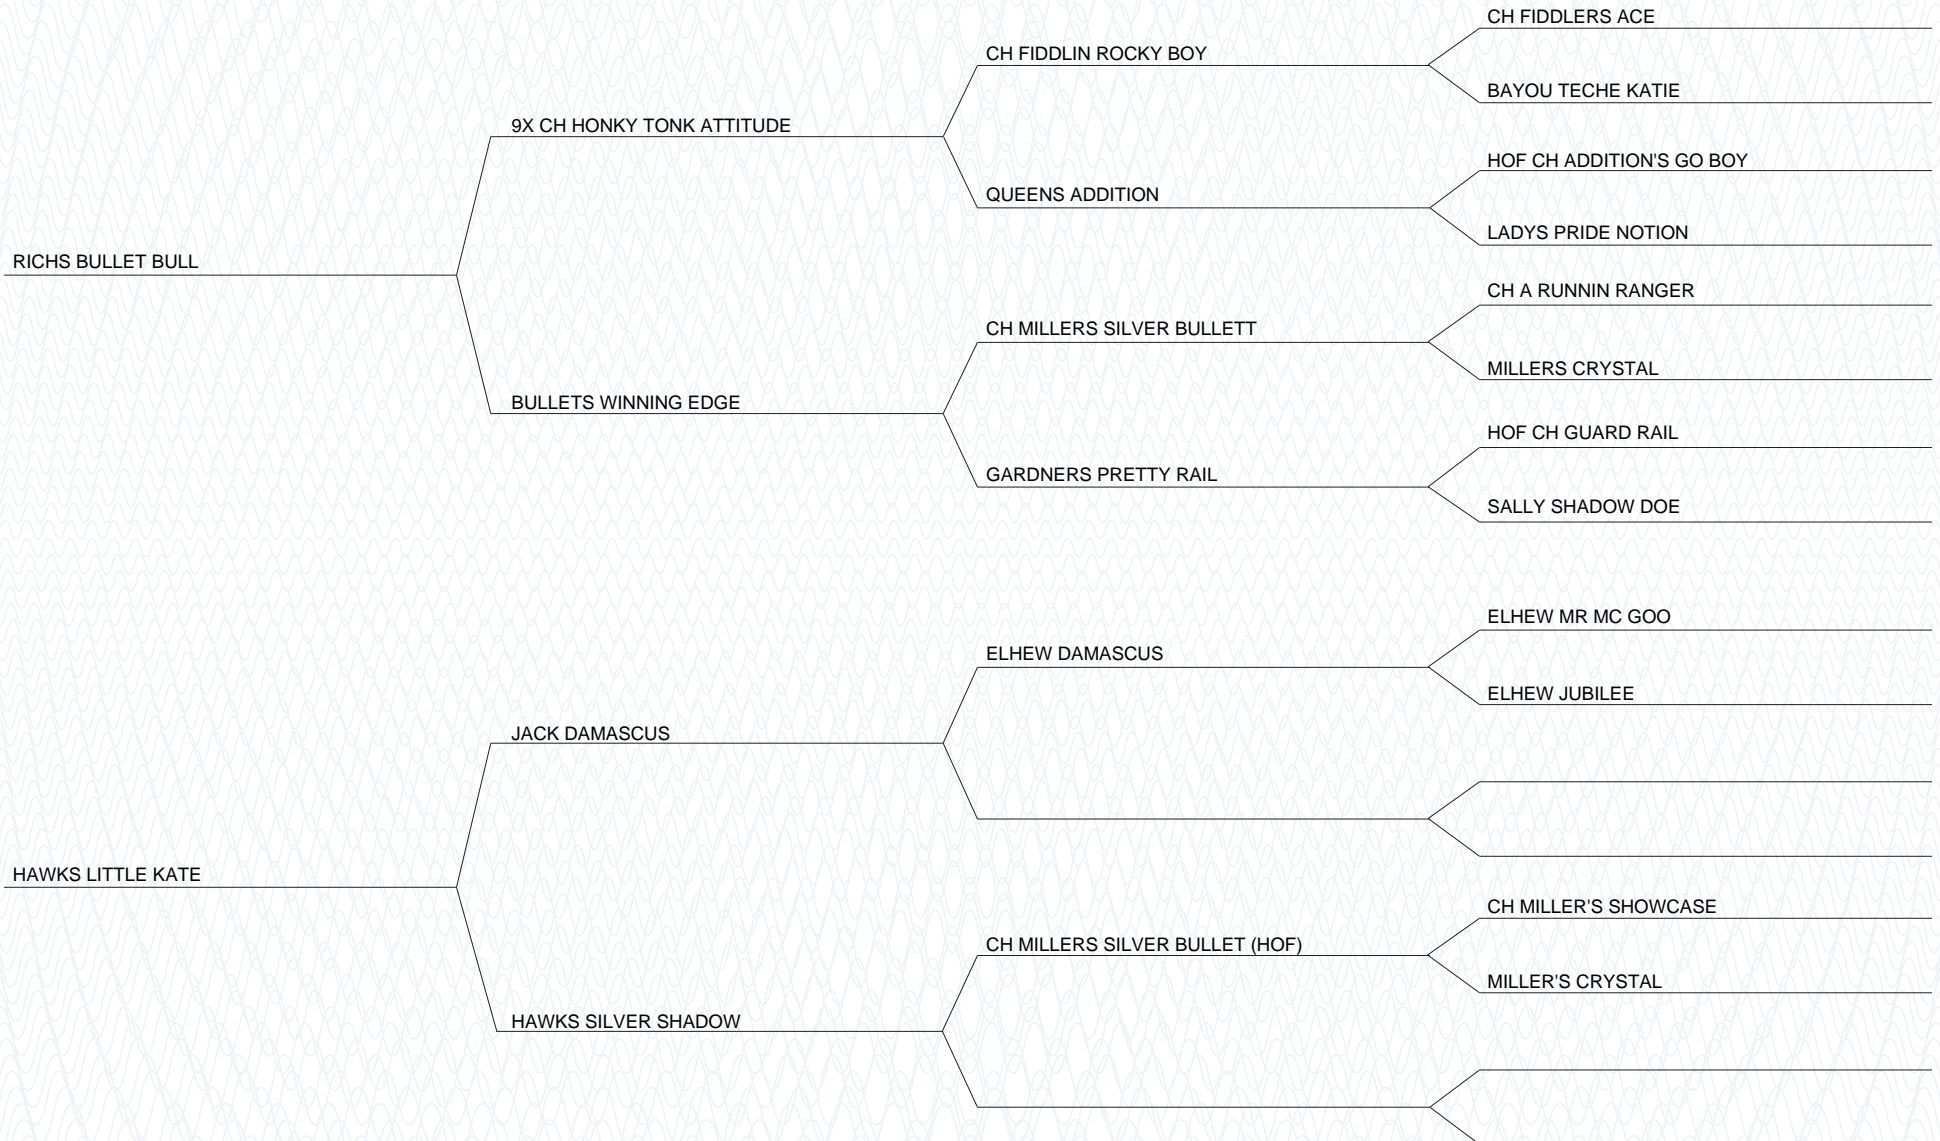 CH FIDDLERS ACE
CH FIDDLIN ROCKY BOY
BAYOU TECHE KATIE
9X CH HONKY TONK ATTITUDE
HOF CH ADDITION'S GO BOY
QUEENS ADDITION
LADYS PRIDE NOTION
RICHS BULLET BULL
CH A RUNNIN RANGER
CH MILLERS SILVER BULLETT
MILLERS CRYSTAL
BULLETS WINNING EDGE
HOF CH GUARD RAIL
GARDNERS PRETTY RAIL
SALLY SHADOW DOE
ELHEW MR MC GOO
ELHEW DAMASCUS
ELHEW JUBILEE
JACK DAMASCUS
HAWKS LITTLE KATE
CH MILLER'S SHOWCASE
CH MILLERS SILVER BULLET (HOF)
MILLER'S CRYSTAL
HAWKS SILVER SHADOW